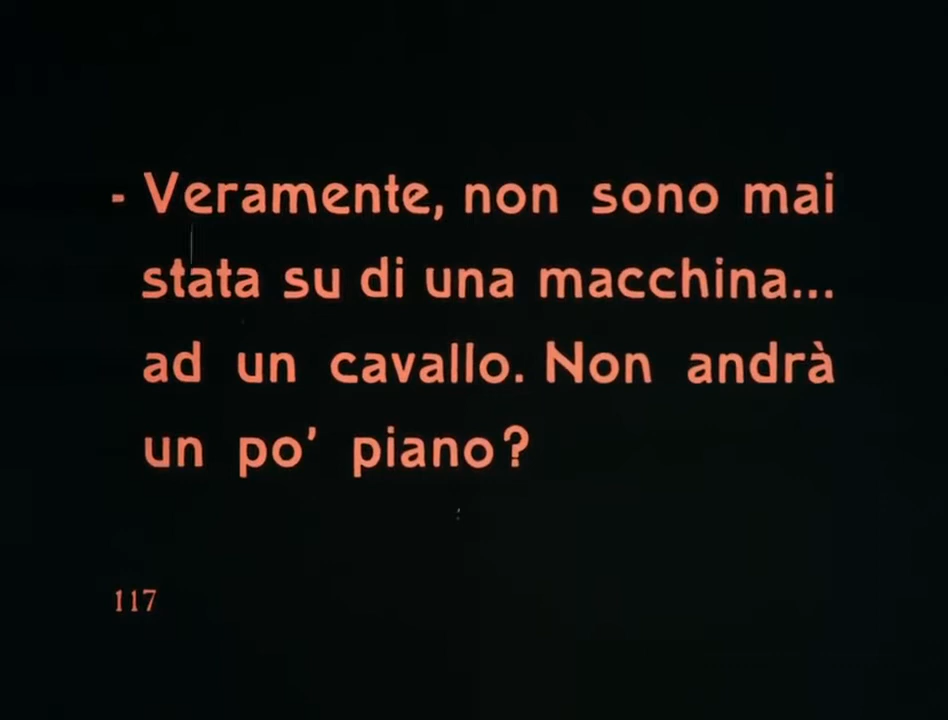 - Veramente, non sono mai
stata su di una macchina...
ad un cavallo. Non andrà
un po' piano?
117